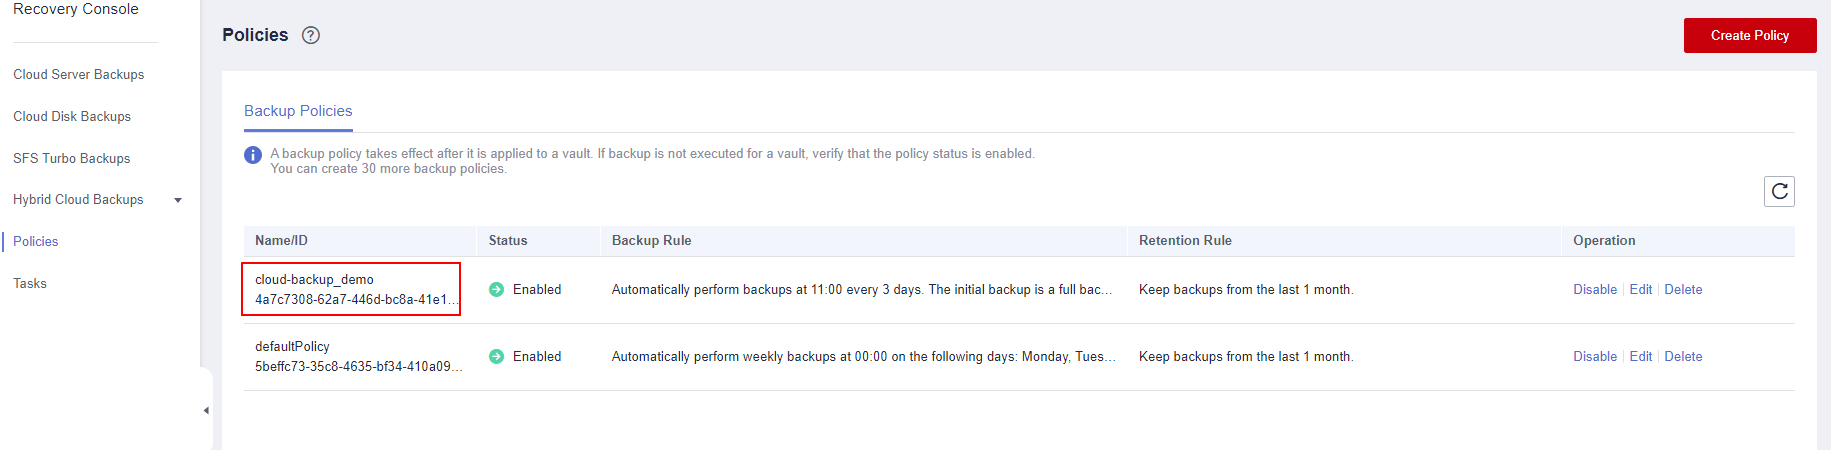 Recovery Console
Cloud Server Backups
Cloud Disk Backups
SFS Turbo Backups
Hybrid Cloud Backups
Policies
Tasks
Policies ?
Create Policy
Backup Policies
A backup policy takes effect after it is applied to a vault. If backup is not executed for a vault, verify that the policy status is enabled.
You can create 30 more backup policies.
Name/ID Status Backup Rule Retention Rule Operation
cloud-backup_demo
4a7c7308-62a7-446d-bc8a-41e1... Enabled Automatically perform backups at 11:00 every 3 days. The initial backup is a full bac... Keep backups from the last 1 month. Disable Edit Delete
defaultPolicy
5beffc73-35c8-4635-bf34-410a09... Enabled Automatically perform weekly backups at 00:00 on the following days: Monday, Tues... Keep backups from the last 1 month. Disable Edit Delete